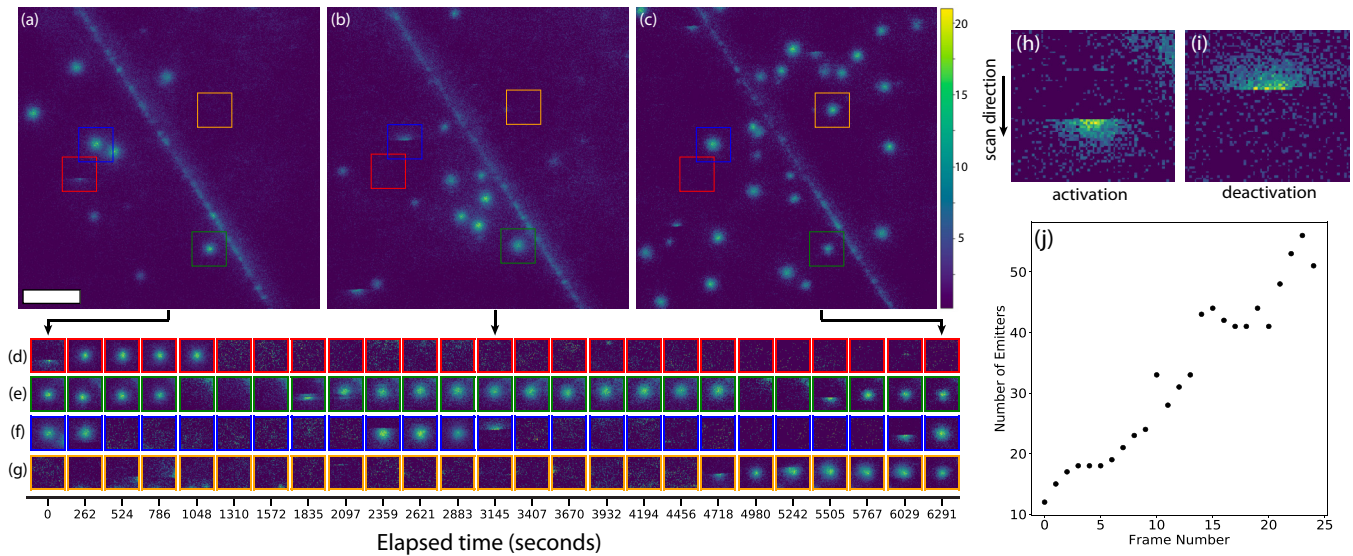 (a)
(b)
(c)
20
15
10
5
(h)
(i)
scan direction
activation
deactivation
(d)
(e)
(f)
(g)
0 262 524 786 1048 1310 1572 1835 2097 2359 2621 2883 3145 3407 3670 3932 4194 4456 4718 4980 5242 5505 5767 6029 6291
Elapsed time (seconds)
(j)
Number of Emitters
50
40
30
20
10
0 5 10 15 20 25
Frame Number